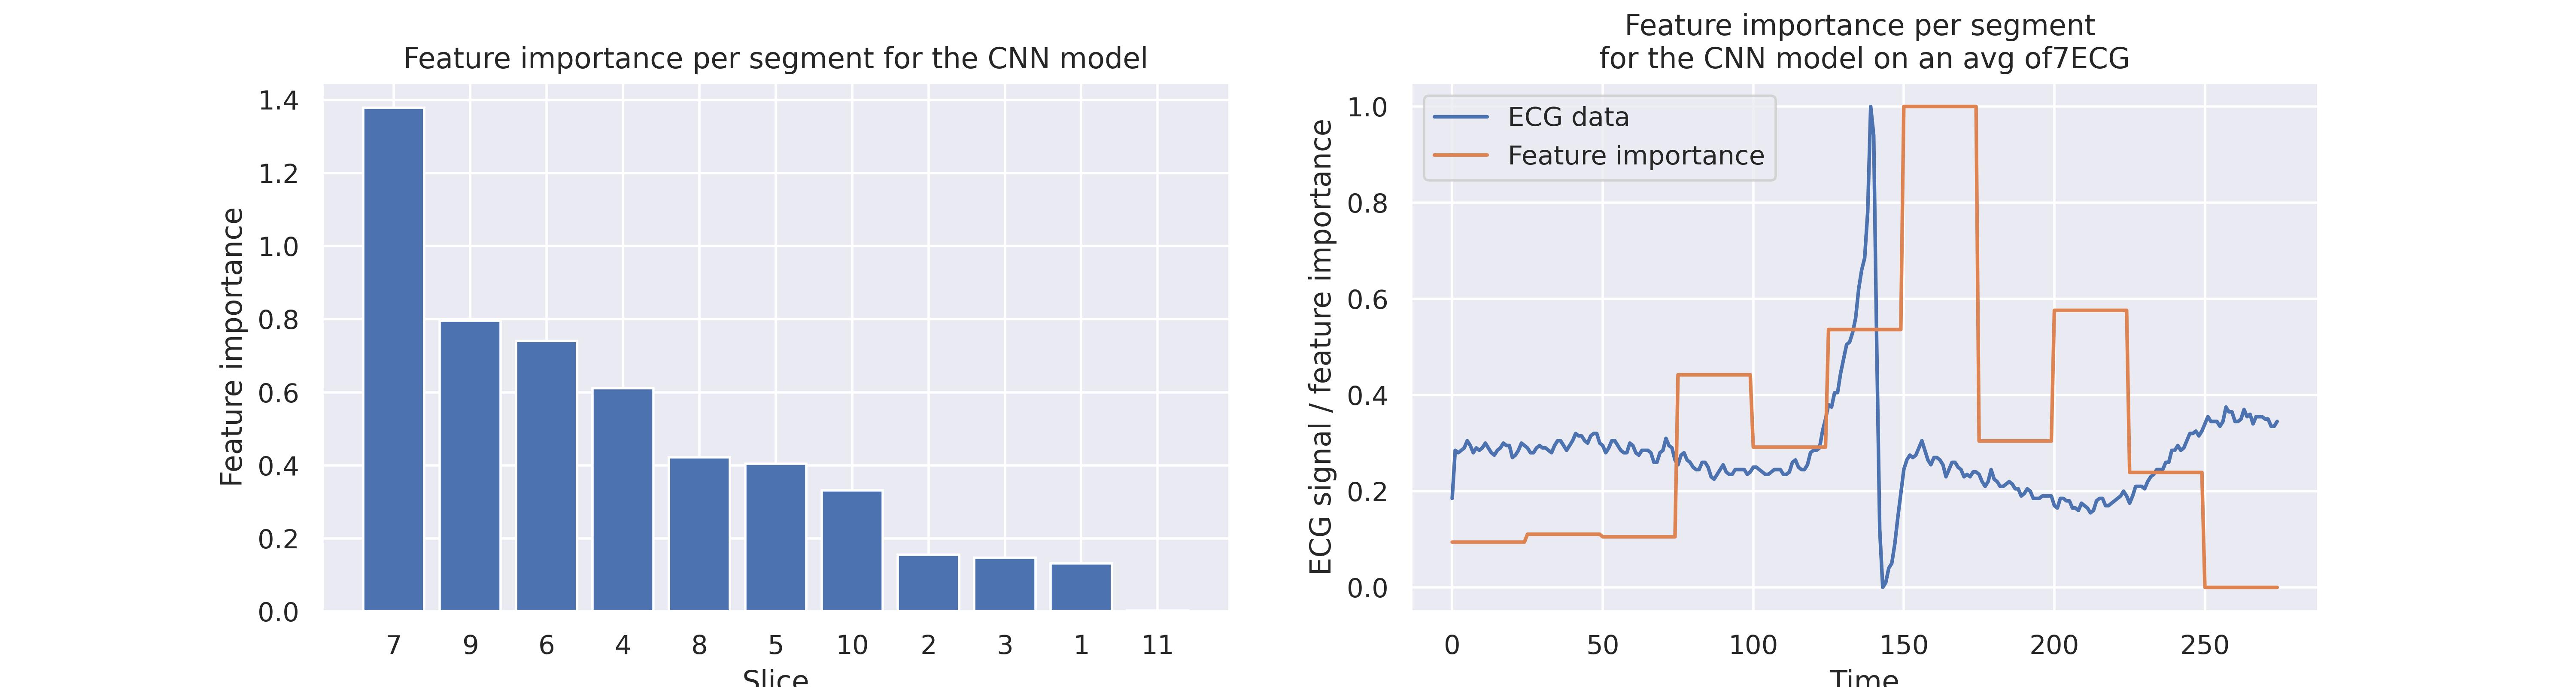 Feature importance per segment for the CNN model
Feature importance
1.4
1.2
1.0
0.8
0.6
0.4
0.2
0.0
7 9 6 4 8 5 10 2 3 1 11
Slice
Feature importance per segment
for the CNN model on an avg of7ECG
ECG signal / feature importance
1.0
0.8
0.6
0.4
0.2
0.0
ECG data
Feature importance
0 50 100 150 200 250
Time